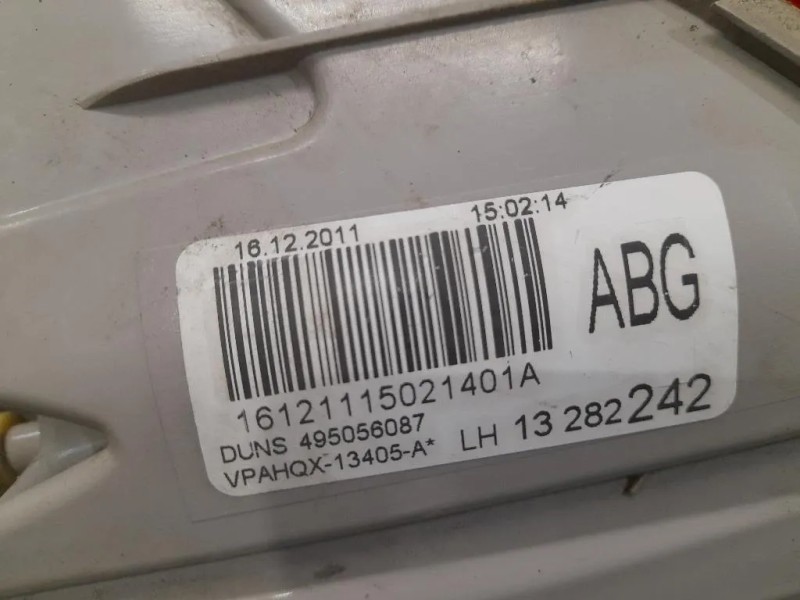 16.12.2011 15:02:14
ABG
16121115021401A
DUNS 495056087
VPAHQX-13405-A*
LH 13 282 242